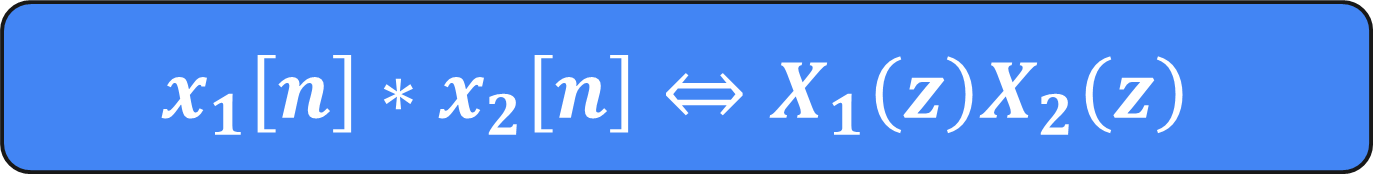 x₁[n] ∗ x₂[n] ⇔ X₁(z)X₂(z)